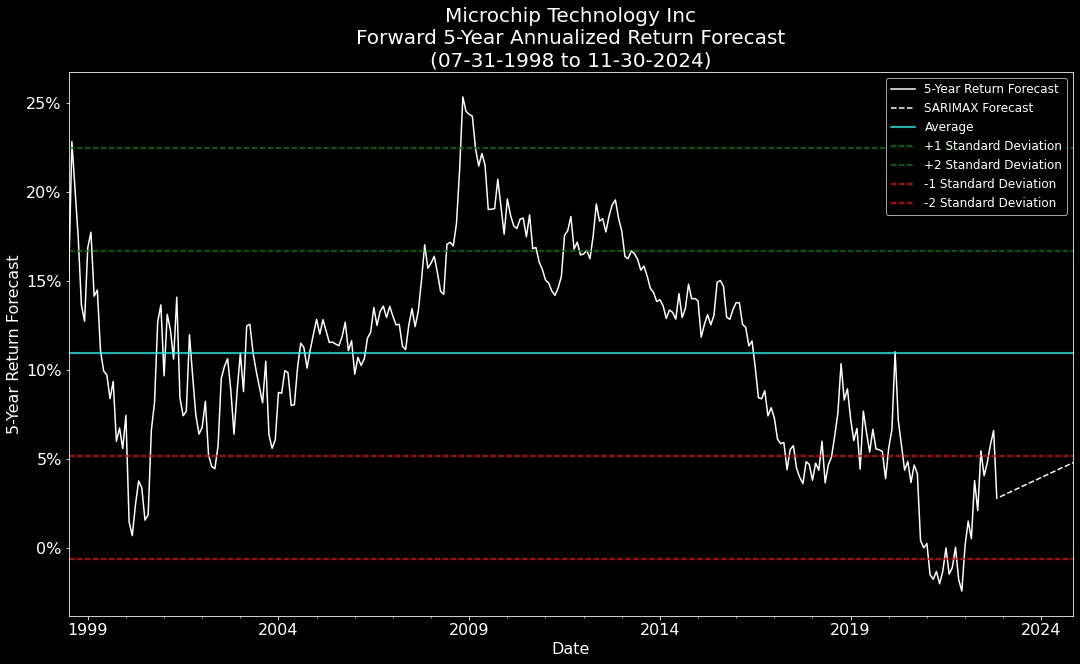 Microchip Technology Inc
Forward 5-Year Annualized Return Forecast
(07-31-1998 to 11-30-2024)
5-Year Return Forecast
SARIMAX Forecast
Average
+1 Standard Deviation
+2 Standard Deviation
-1 Standard Deviation
-2 Standard Deviation
5-Year Return Forecast
25%
20%
15%
10%
5%
0%
1999
2004
2009
2014
2019
2024
Date